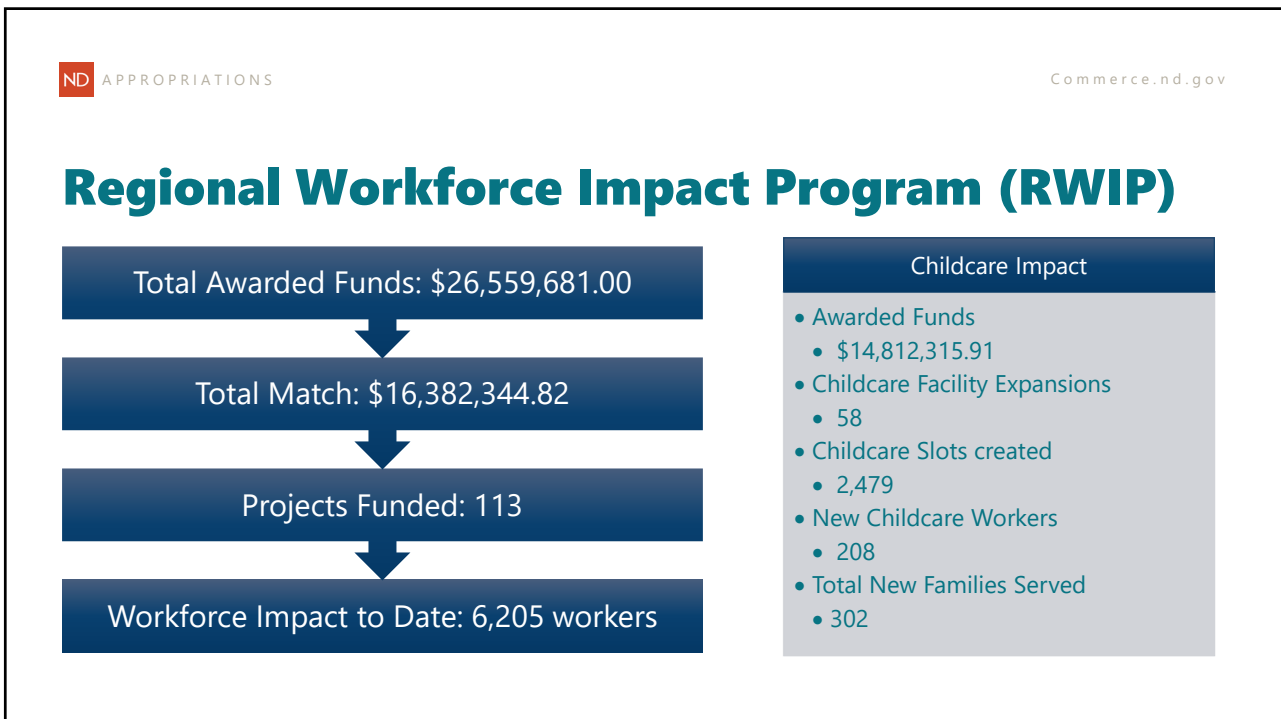 ND APPROPRIATIONS
Commerce.nd.gov
Regional Workforce Impact Program (RWIP)
Total Awarded Funds: $26,559,681.00
Total Match: $16,382,344.82
Projects Funded: 113
Workforce Impact to Date: 6,205 workers
Childcare Impact
• Awarded Funds
• $14,812,315.91
• Childcare Facility Expansions
• 58
• Childcare Slots created
• 2,479
• New Childcare Workers
• 208
• Total New Families Served
• 302